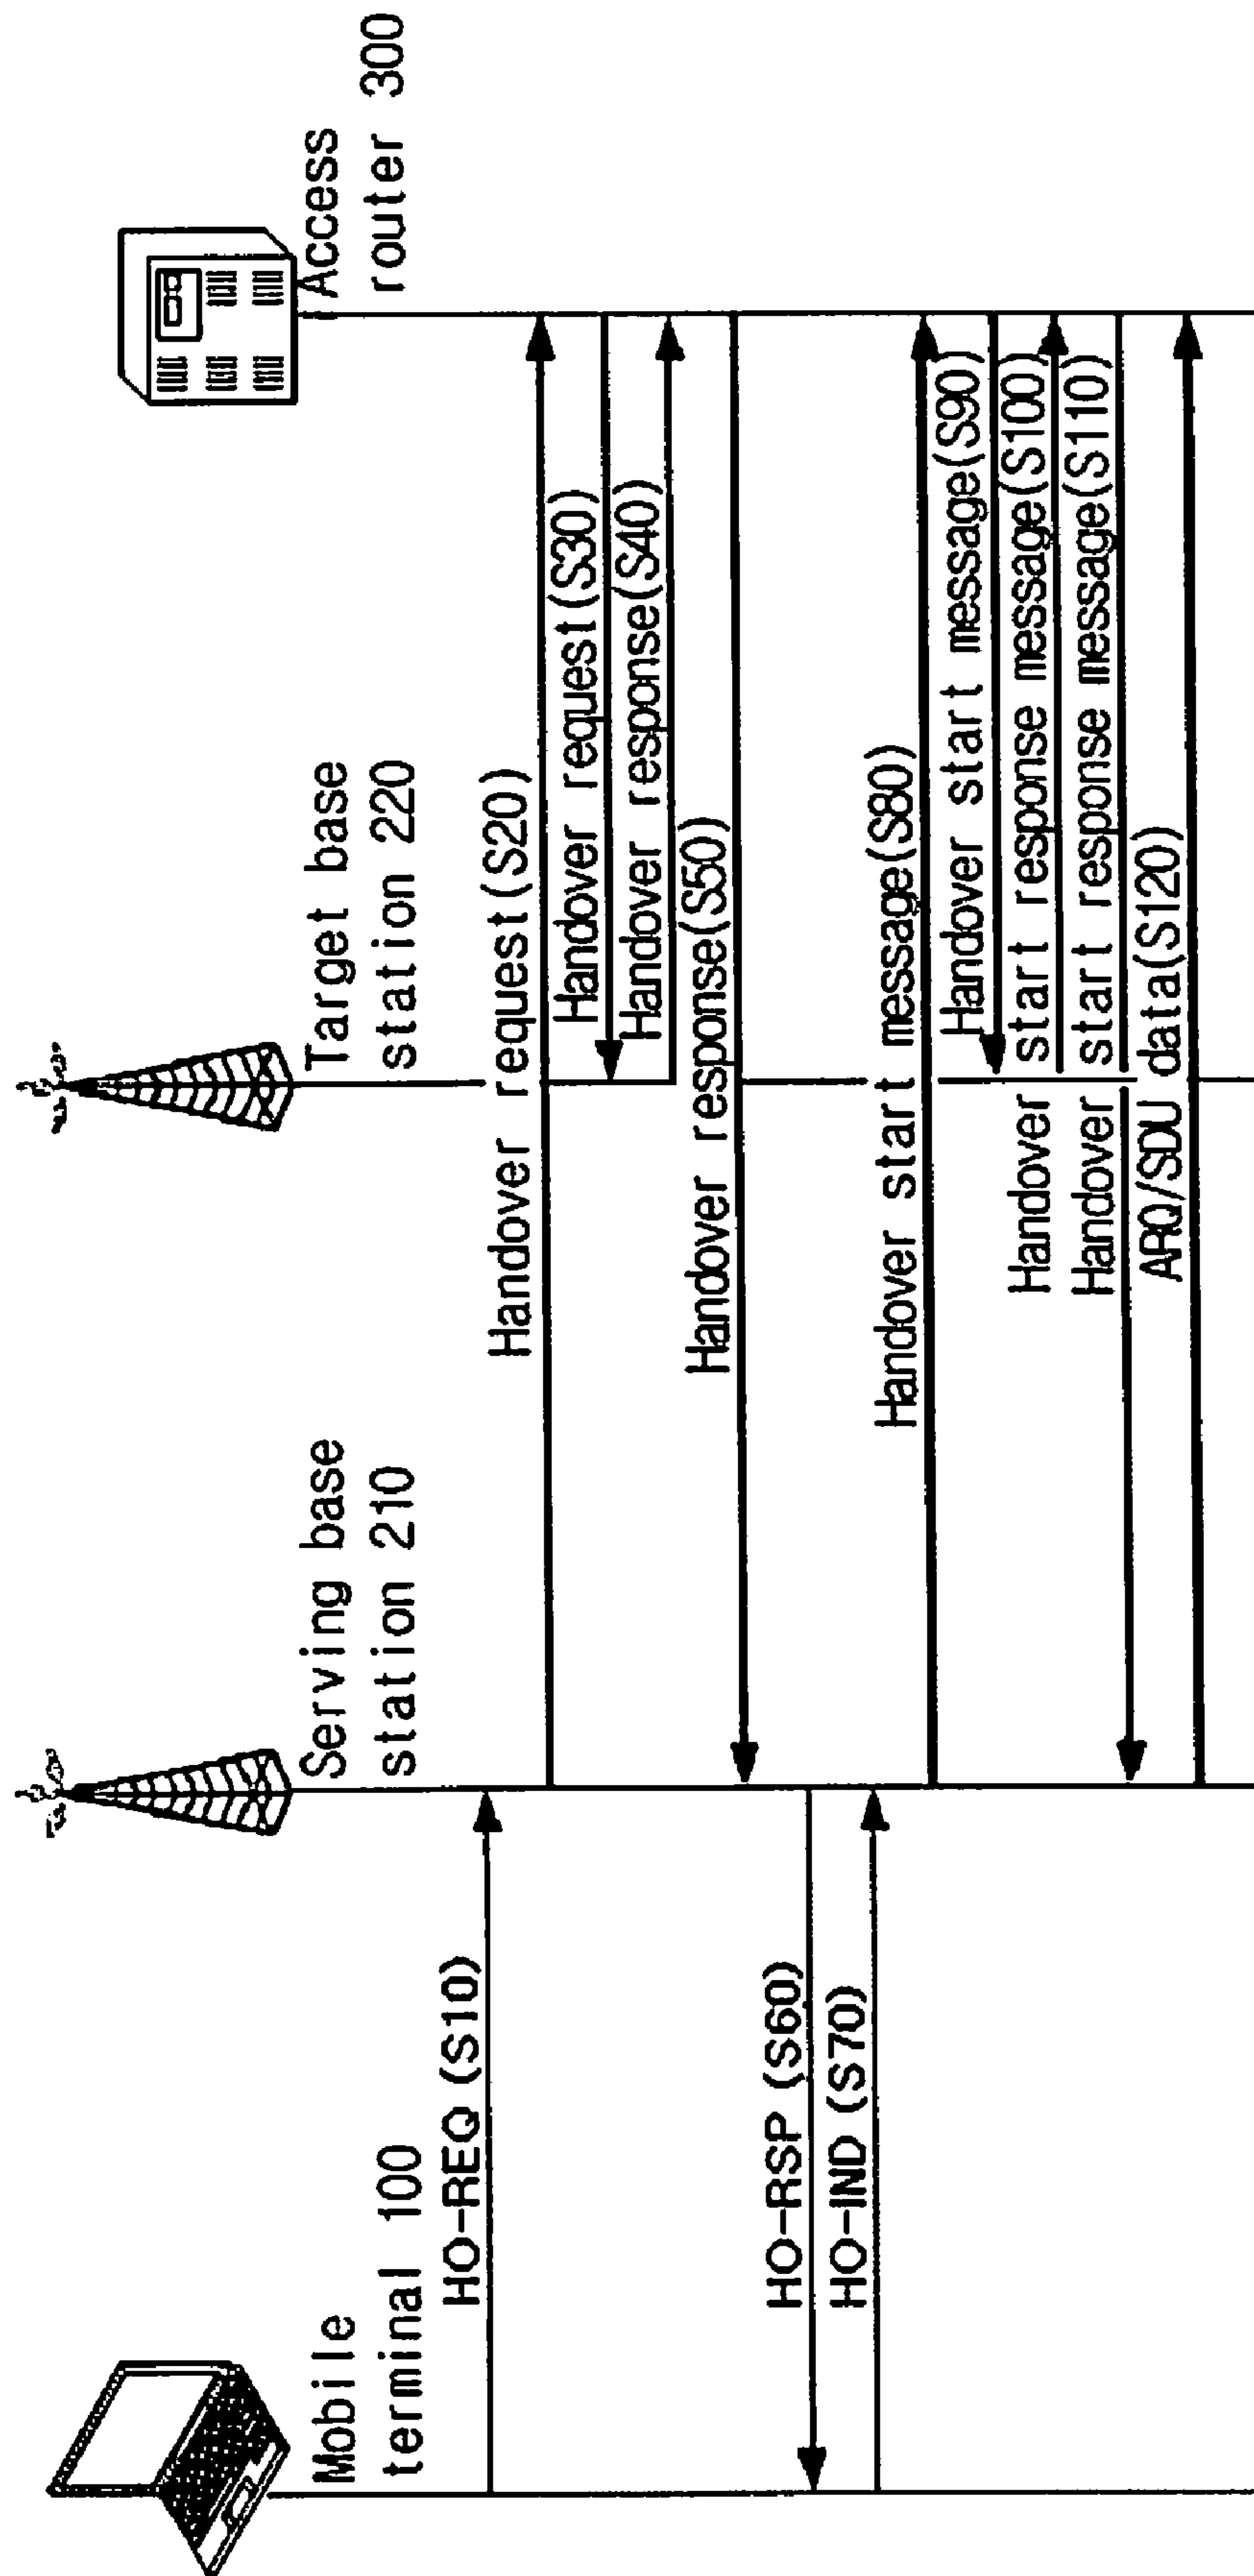 Mobile
terminal 100
Serving base
station 210
Target base
station 220
Access
router 300
HO-REQ (S10)
Handover request(S20)
Handover request(S30)
Handover response(S40)
Handover response(S50)
HO-RSP (S60)
HO-IND (S70)
Handover start message(S80)
Handover start message(S90)
Handover start response message(S100)
Handover start response message(S110)
ARQ/SDU data(S120)